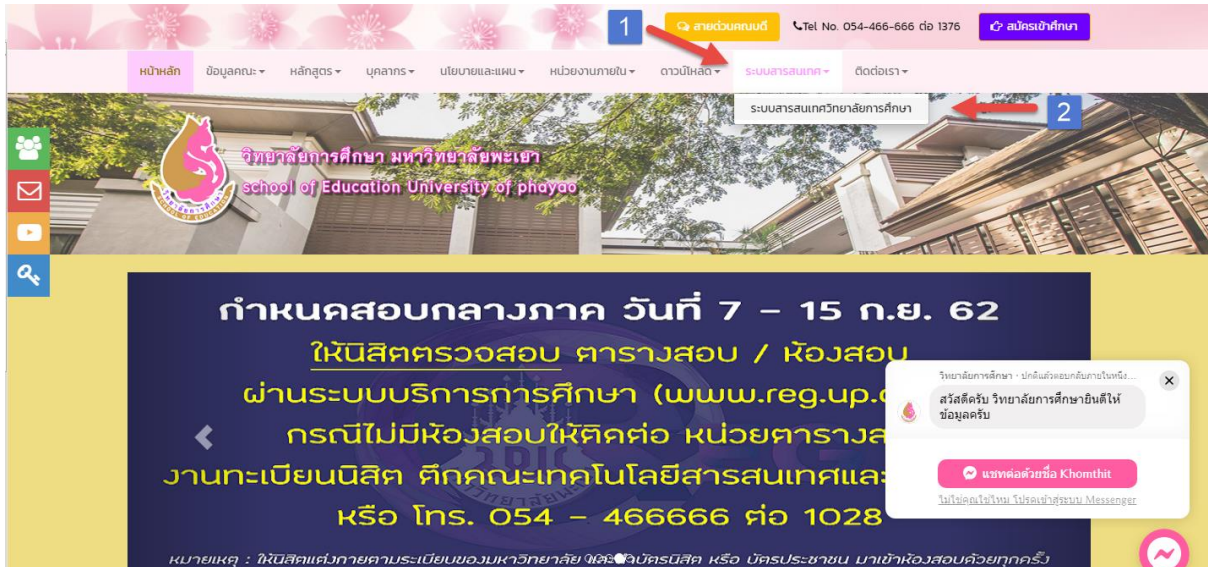 1
สายด่วนคณบดี
Tel No. 054-466-666 ต่อ 1376
สมัครเข้าศึกษา
หน้าหลัก ข้อมูลคณะ หลักสูตร บุคลากร นโยบายและแผน หน่วยงานภายใน ดาวน์โหลด ระบบสารสนเทศ ติดต่อเรา
ระบบสารสนเทศวิทยาลัยการศึกษา
2
วิทยาลัยการศึกษา มหาวิทยาลัยพะเยา
school of Education University of phayao
SCHOOL OF EDUCATION
กำหนดสอบกลางภาค วันที่ 7 – 15 ก.ย. 62
ให้นิสิตตรวจสอบ ตารางสอบ / ห้องสอบ
ผ่านระบบบริการการศึกษา (www.reg.up.
กรณีไม่มีห้องสอบให้ติดต่อ หน่วยตารางส
งานทะเบียนนิสิต ตึกคณะเทคโนโลยีสารสนเทศและ
หรือ โทร. 054 – 466666 ต่อ 1028
หมายเหตุ : ให้นิสิตแต่งกายตามระเบียบของมหาวิทยาลัย บัตรนิสิต หรือ บัตรประชาชน มาเข้าห้องสอบด้วยทุกครั้ง
วิทยาลัยการศึกษา · ปกติแล้วตอบกลับภายในหนึ่ง...
สวัสดีครับ วิทยาลัยการศึกษายินดีให้
ข้อมูลครับ
แชทต่อด้วยชื่อ Khomthit
ไม่ใช่คุณใช่ไหม โปรดเข้าสู่ระบบ Messenger